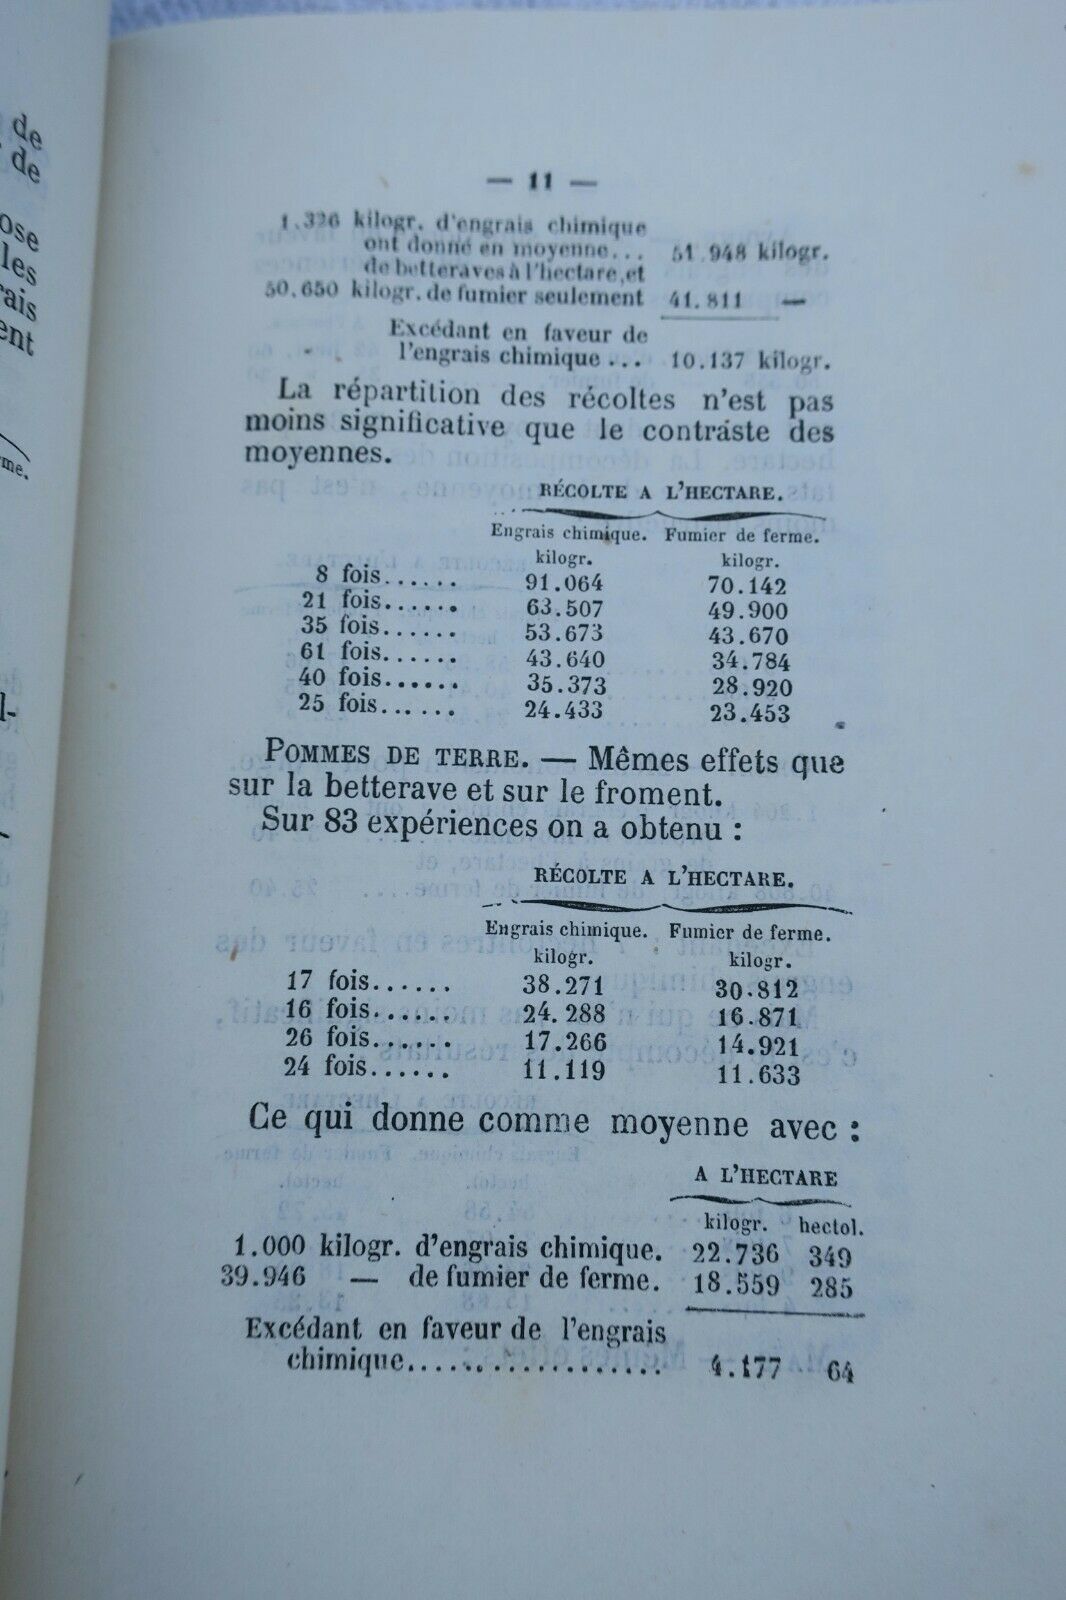 de
de
ose
les
rais
ent
rme.
— 11 —
1.326 kilogr. d'engrais chimique
ont donné en moyenne... 51.948 kilogr.
de betteraves à l'hectare, et
50.650 kilogr. de fumier seulement 41.811 —
Excédant en faveur de
l'engrais chimique ... 10.137 kilogr.
La répartition des récoltes n'est pas
moins significative que le contraste des
moyennes.
RÉCOLTE A L'HECTARE.
Engrais chimique. Fumier de ferme.
kilogr. kilogr.
8 fois...... 91.064 70.142
21 fois...... 63.507 49.900
35 fois...... 53.673 43.670
61 fois...... 43.640 34.784
40 fois...... 35.373 28.920
25 fois...... 24.433 23.453
POMMES DE TERRE. — Mêmes effets que
sur la betterave et sur le froment.
Sur 83 expériences on a obtenu :
RÉCOLTE A L'HECTARE.
Engrais chimique. Fumier de ferme.
kilogr. kilogr.
17 fois...... 38.271 30.812
16 fois...... 24.288 16.871
26 fois...... 17.266 14.921
24 fois...... 11.119 11.633
Ce qui donne comme moyenne avec :
A L'HECTARE
kilogr. hectol.
1.000 kilogr. d'engrais chimique. 22.736 349
39.946 — de fumier de ferme. 18.559 285
Excédant en faveur de l'engrais
chimique..................... 4.177 64